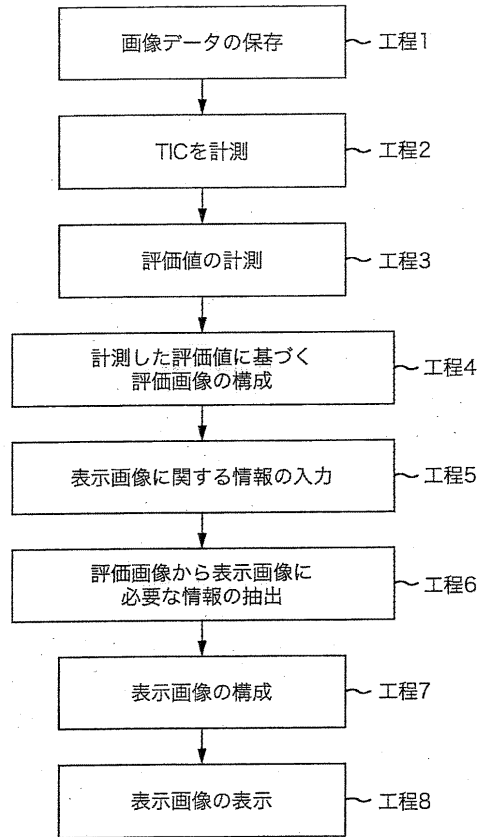 画像データの保存
工程1
TICを計測
工程2
評価値の計測
工程3
計測した評価値に基づく
評価画像の構成
工程4
表示画像に関する情報の入力
工程5
評価画像から表示画像に
必要な情報の抽出
工程6
表示画像の構成
工程7
表示画像の表示
工程8